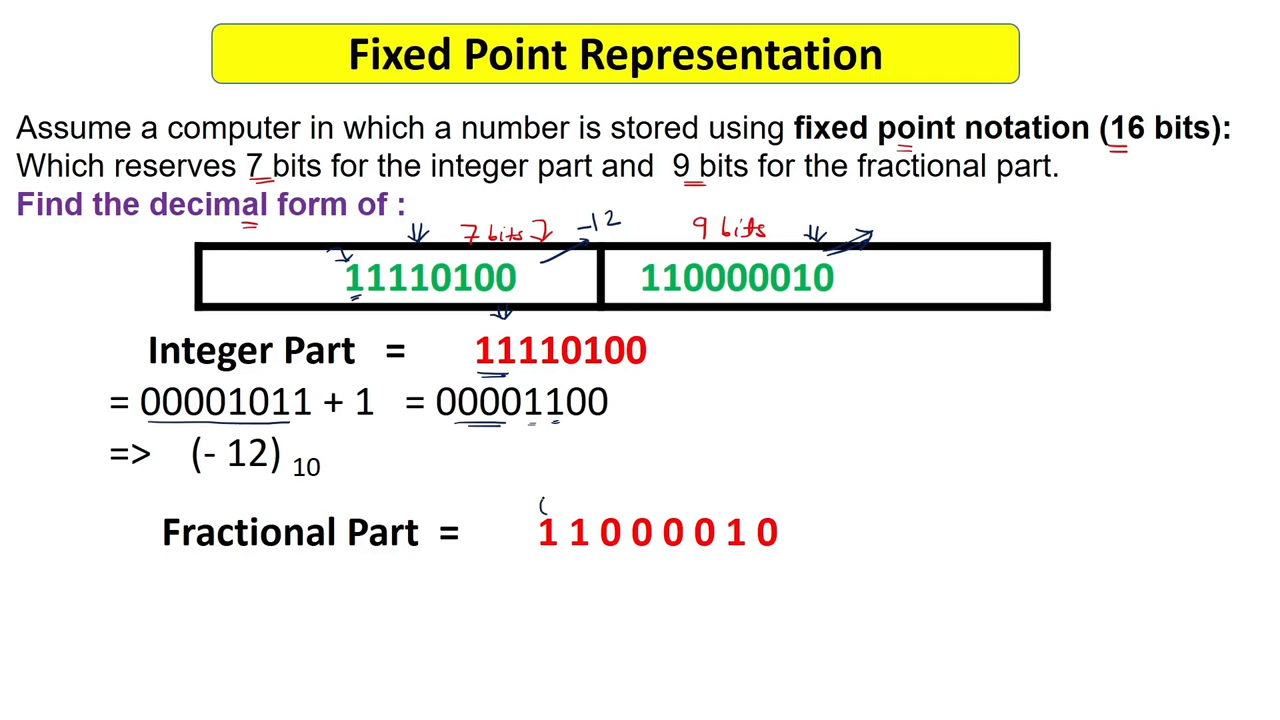 Fixed Point Representation
Assume a computer in which a number is stored using fixed point notation (16 bits):
Which reserves 7 bits for the integer part and 9 bits for the fractional part.
Find the decimal form of :
7 bits -12 9 bits
11110100 110000010
Integer Part = 11110100
= 00001011 + 1 = 00001100
=> (- 12) 10
Fractional Part = 1 1 0 0 0 0 1 0